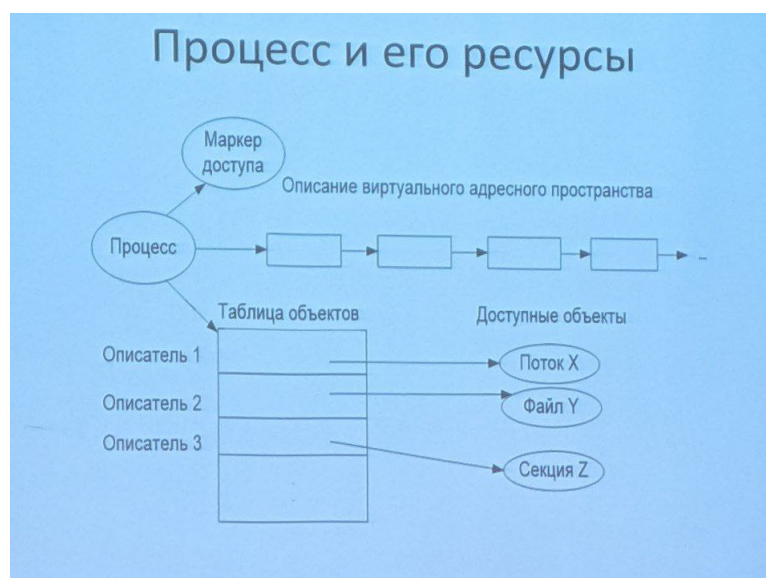 Процесс и его ресурсы
Маркер
доступа
Описание виртуального адресного пространства
Процесс
Таблица объектов
Доступные объекты
Описатель 1
Поток X
Описатель 2
Файл Y
Описатель 3
Секция Z